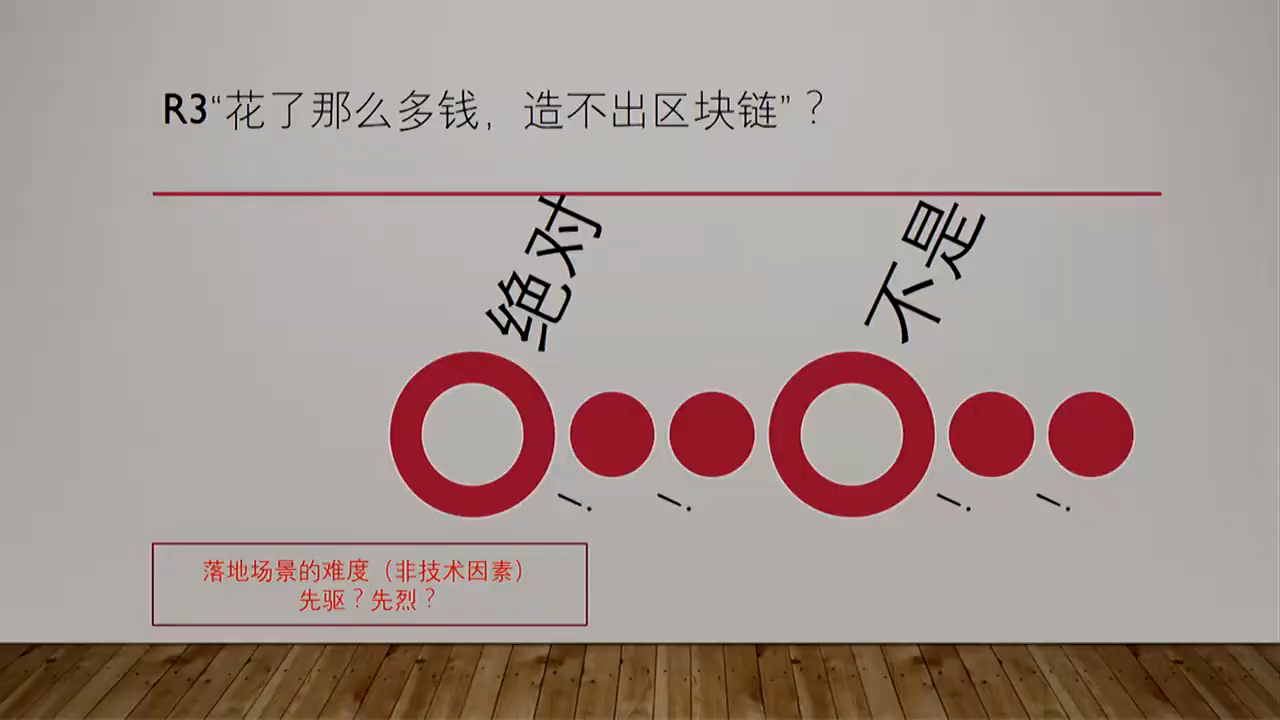 R3“花了那么多钱，造不出区块链”？
绝对
不是
！
！
！
！
落地场景的难度（非技术因素）
先驱？先烈？